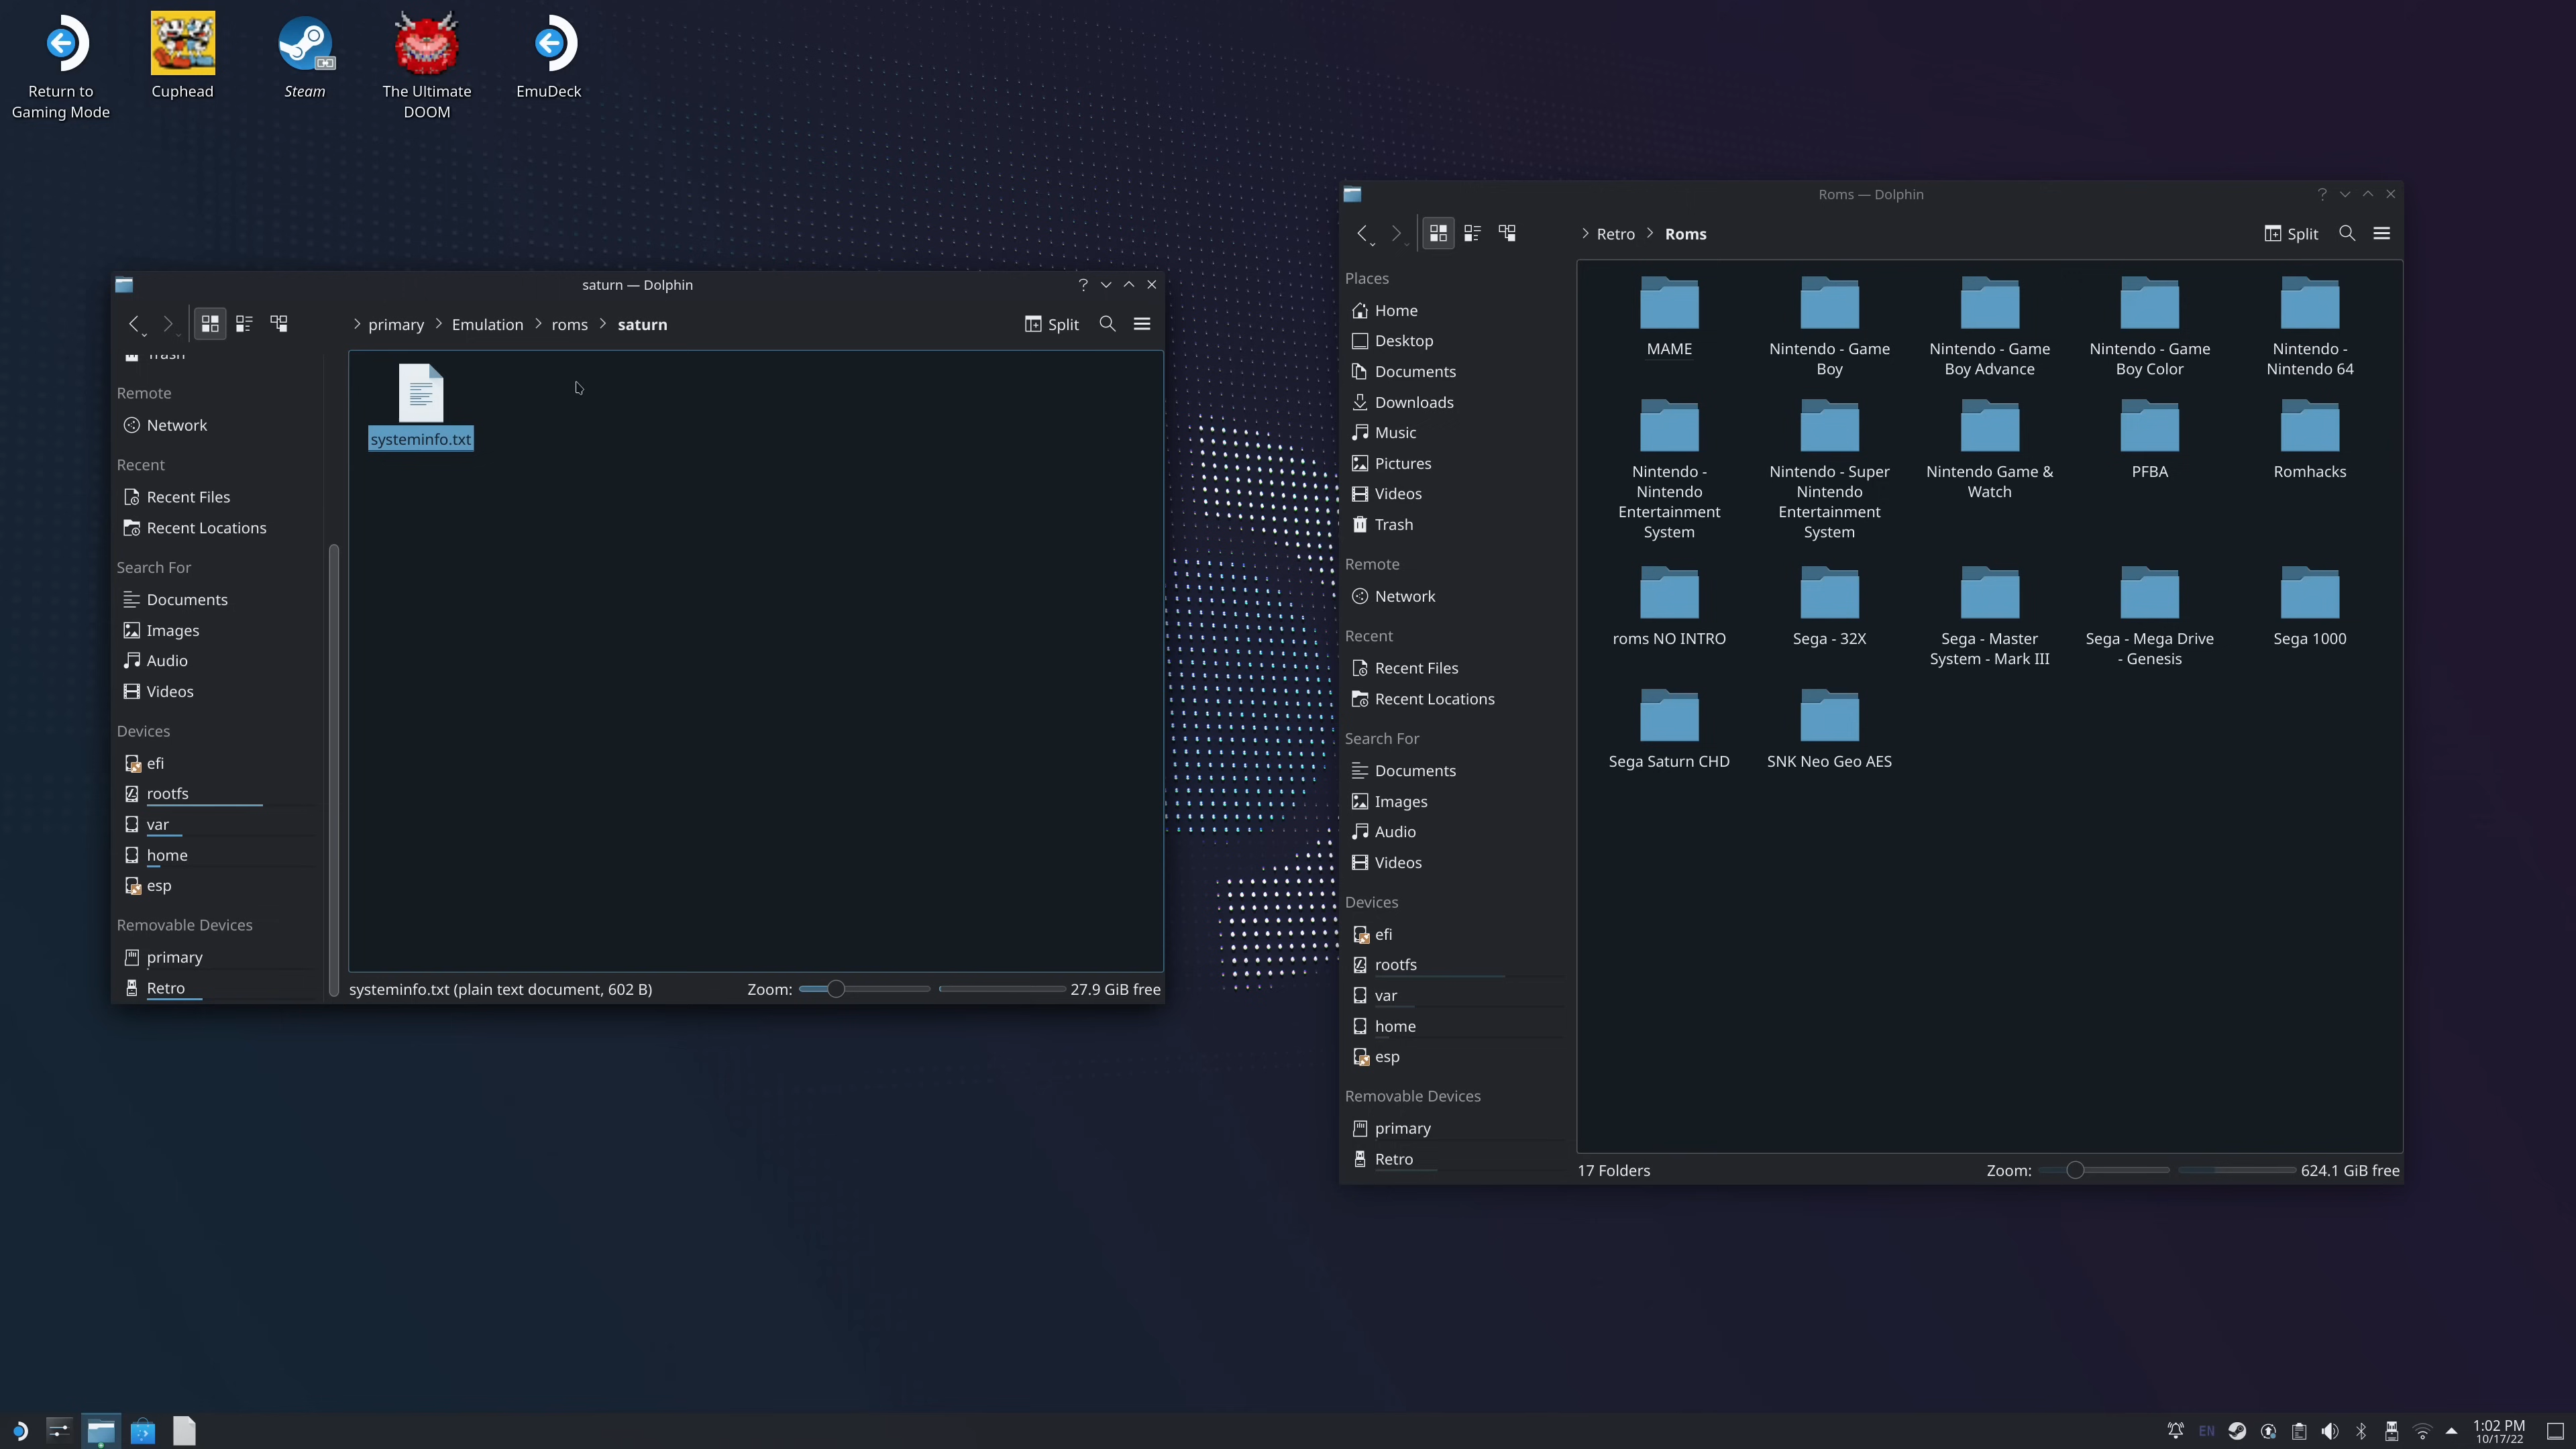 Return to
Gaming Mode
Cuphead
Steam
The Ultimate
DOOM
EmuDeck
saturn — Dolphin
primary
Emulation
roms
saturn
Split
Trash
Remote
Network
Recent
Recent Files
Recent Locations
Search For
Documents
Images
Audio
Videos
Devices
efi
rootfs
var
home
esp
Removable Devices
primary
Retro
systeminfo.txt
systeminfo.txt (plain text document, 602 B)
Zoom:
27.9 GiB free
Roms — Dolphin
Retro
Roms
Split
Places
Home
Desktop
Documents
Downloads
Music
Pictures
Videos
Trash
Remote
Network
Recent
Recent Files
Recent Locations
Search For
Documents
Images
Audio
Videos
Devices
efi
rootfs
var
home
esp
Removable Devices
primary
Retro
MAME
Nintendo - Game
Boy
Nintendo - Game
Boy Advance
Nintendo - Game
Boy Color
Nintendo -
Nintendo 64
Nintendo -
Nintendo
Entertainment
System
Nintendo - Super
Nintendo
Entertainment
System
Nintendo Game &
Watch
PFBA
Romhacks
roms NO INTRO
Sega - 32X
Sega - Master
System - Mark III
Sega - Mega Drive
- Genesis
Sega 1000
Sega Saturn CHD
SNK Neo Geo AES
17 Folders
Zoom:
624.1 GiB free
EN
1:02 PM
10/17/22